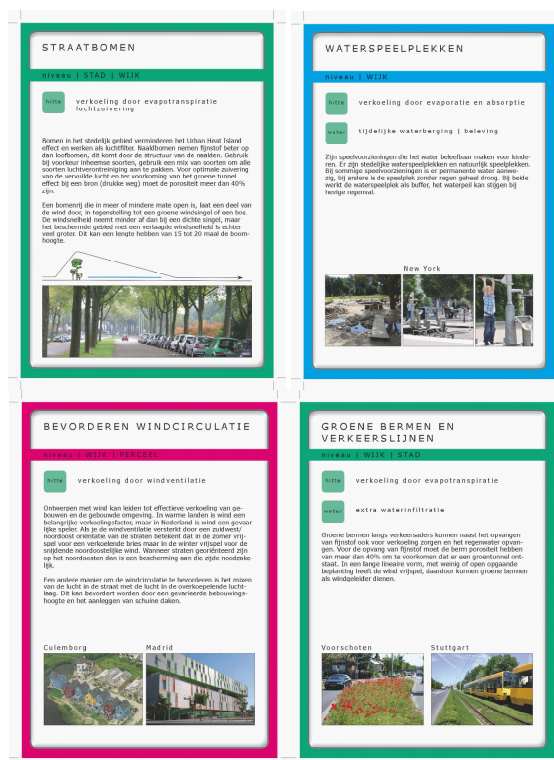 STRAATBOMEN
niveau | STAD | WIJK
hitte
verkoeling door evapotranspiratie
luchtzuivering
Bomen in het stedelijk gebied verminderen het Urban Heat Island
effect en werken als luchtfilter. Naaldbomen nemen fijnstof beter op
dan loofbomen, dit komt door de structuur van de naalden. Gebruik
bij voorkeur inheemse soorten, gebruik een mix van soorten om alle
soorten luchtverontreiniging aan te pakken. Voor optimale zuivering
van de vervuilde lucht en ter voorkoming van het groene tunnel
effect bij een bron (drukke weg) moet de porositeit meer dan 40%
zijn.
Een bomenrij die in meer of mindere mate open is, laat een deel van
de wind door, in tegenstelling tot een groene windsingel of een bos.
De windsnelheid neemt minder af dan bij een dichte singel, maar
het beschermde gebied met een verlaagde windsnelheid is echter
veel groter. Dit kan een lengte hebben van 15 tot 20 maal de boom-
hoogte.
WATERSPEELPLEKKEN
niveau | WIJK
hitte
verkoeling door evaporatie en absorptie
water
tijdelijke waterberging | beleving
Zijn speelvoorzieningen die het water beleefbaar maken voor kinde-
ren. Er zijn stedelijke waterspeelplekken en natuurlijk speelplekken.
Bij sommige speelvoorzieningen is er permanente water aanwe-
zig, bij andere is de speelplek zonder regen geheel droog. Bij beide
werkt de waterspeelplek als buffer, het waterpeil kan stijgen bij
hevige regenval.
New York
BEVORDEREN WINDCIRCULATIE
niveau | WIJK | PERCEEL
hitte
verkoeling door windventilatie
Ontwerpen met wind kan leiden tot effectieve verkoeling van ge-
bouwen en de gebouwde omgeving. In warme landen is wind een
belangrijke verkoelingsfactor, maar in Nederland is wind een gevaar
lijke speler. Als je de windventilatie versterkt door een zuidwest/
noordoost orientatie van de straten betekent dat in de zomer vrij-
spel voor een verkoelende bries maar in de winter vrijspel voor de
snijdende noordoostelijke wind. Wanneer straten georiënteerd zijn
op het noordoosten dan is een bescherming aan die zijde noodzake-
lijk.
Een andere manier om de windcirculatie te bevorderen is het mixen
van de lucht in de straat met de lucht in de overkoepelende lucht-
laag. Dit kan bevordert worden door een gevarieerde bebouwings-
hoogte en het aanleggen van schuine daken.
Culemborg
Madrid
GROENE BERMEN EN
VERKEERSLIJNEN
niveau | WIJK | STAD
hitte
verkoeling door evapotranspiratie
water
extra waterinfiltratie
Groene bermen langs verkeersaders kunnen naast het opvangen
van fijnstof ook voor verkoeling zorgen en het regenwater opvan-
gen. Voor de opvang van fijnstof moet de berm porositeit hebben
van meer dan 40% om te voorkomen dat er een groentunnel ont-
staat. In een lange lineaire vorm, met weinig of open opgaande
beplanting heeft de wind vrijspel, daardoor kunnen groene bermen
als windgeleider dienen.
Voorschoten
Stuttgart